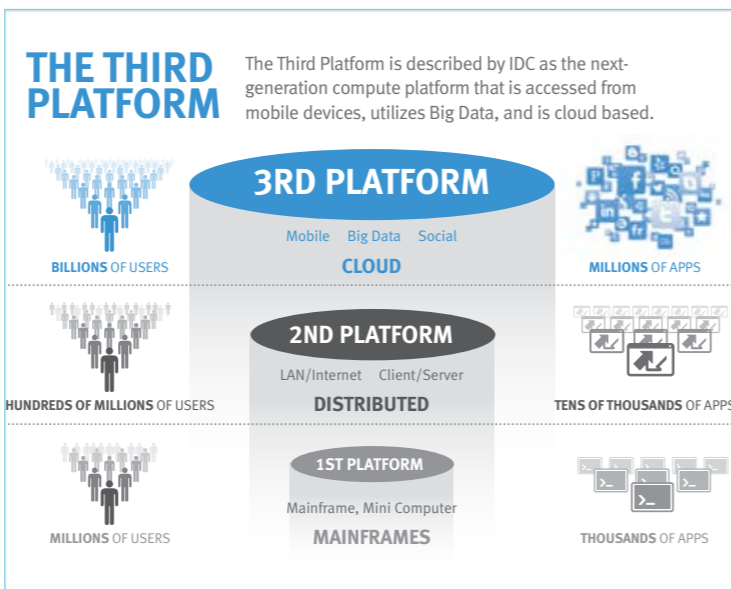 THE THIRD
PLATFORM
The Third Platform is described by IDC as the next-
generation compute platform that is accessed from
mobile devices, utilizes Big Data, and is cloud based.
3RD PLATFORM
Mobile Big Data Social
CLOUD
BILLIONS OF USERS
MILLIONS OF APPS
2ND PLATFORM
LAN/Internet Client/Server
DISTRIBUTED
HUNDREDS OF MILLIONS OF USERS
TENS OF THOUSANDS OF APPS
1ST PLATFORM
Mainframe, Mini Computer
MAINFRAMES
MILLIONS OF USERS
THOUSANDS OF APPS